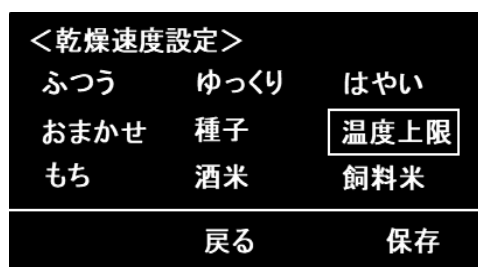 ＜乾燥速度設定＞
ふつう ゆっくり はやい
おまかせ 種子 温度上限
もち 酒米 飼料米
戻る 保存